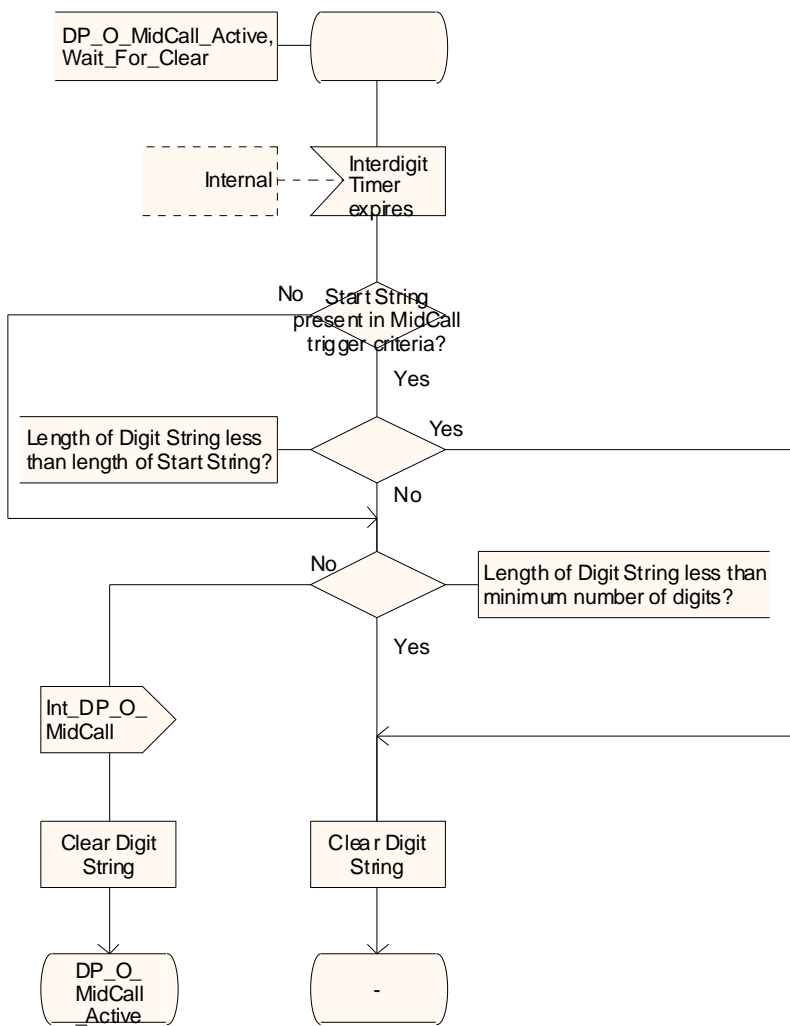 DP_O_MidCall_Active,
Wait_For_Clear
Internal
Interdigit
Timer
expires
No
Start String
present in MidCall
trigger criteria?
Yes
Length of Digit String less
than length of Start String?
Yes
No
No
Length of Digit String less than
minimum number of digits?
Yes
Int_DP_O_
MidCall
Clear Digit
String
Clear Digit
String
DP_O_
MidCall
_Active
-